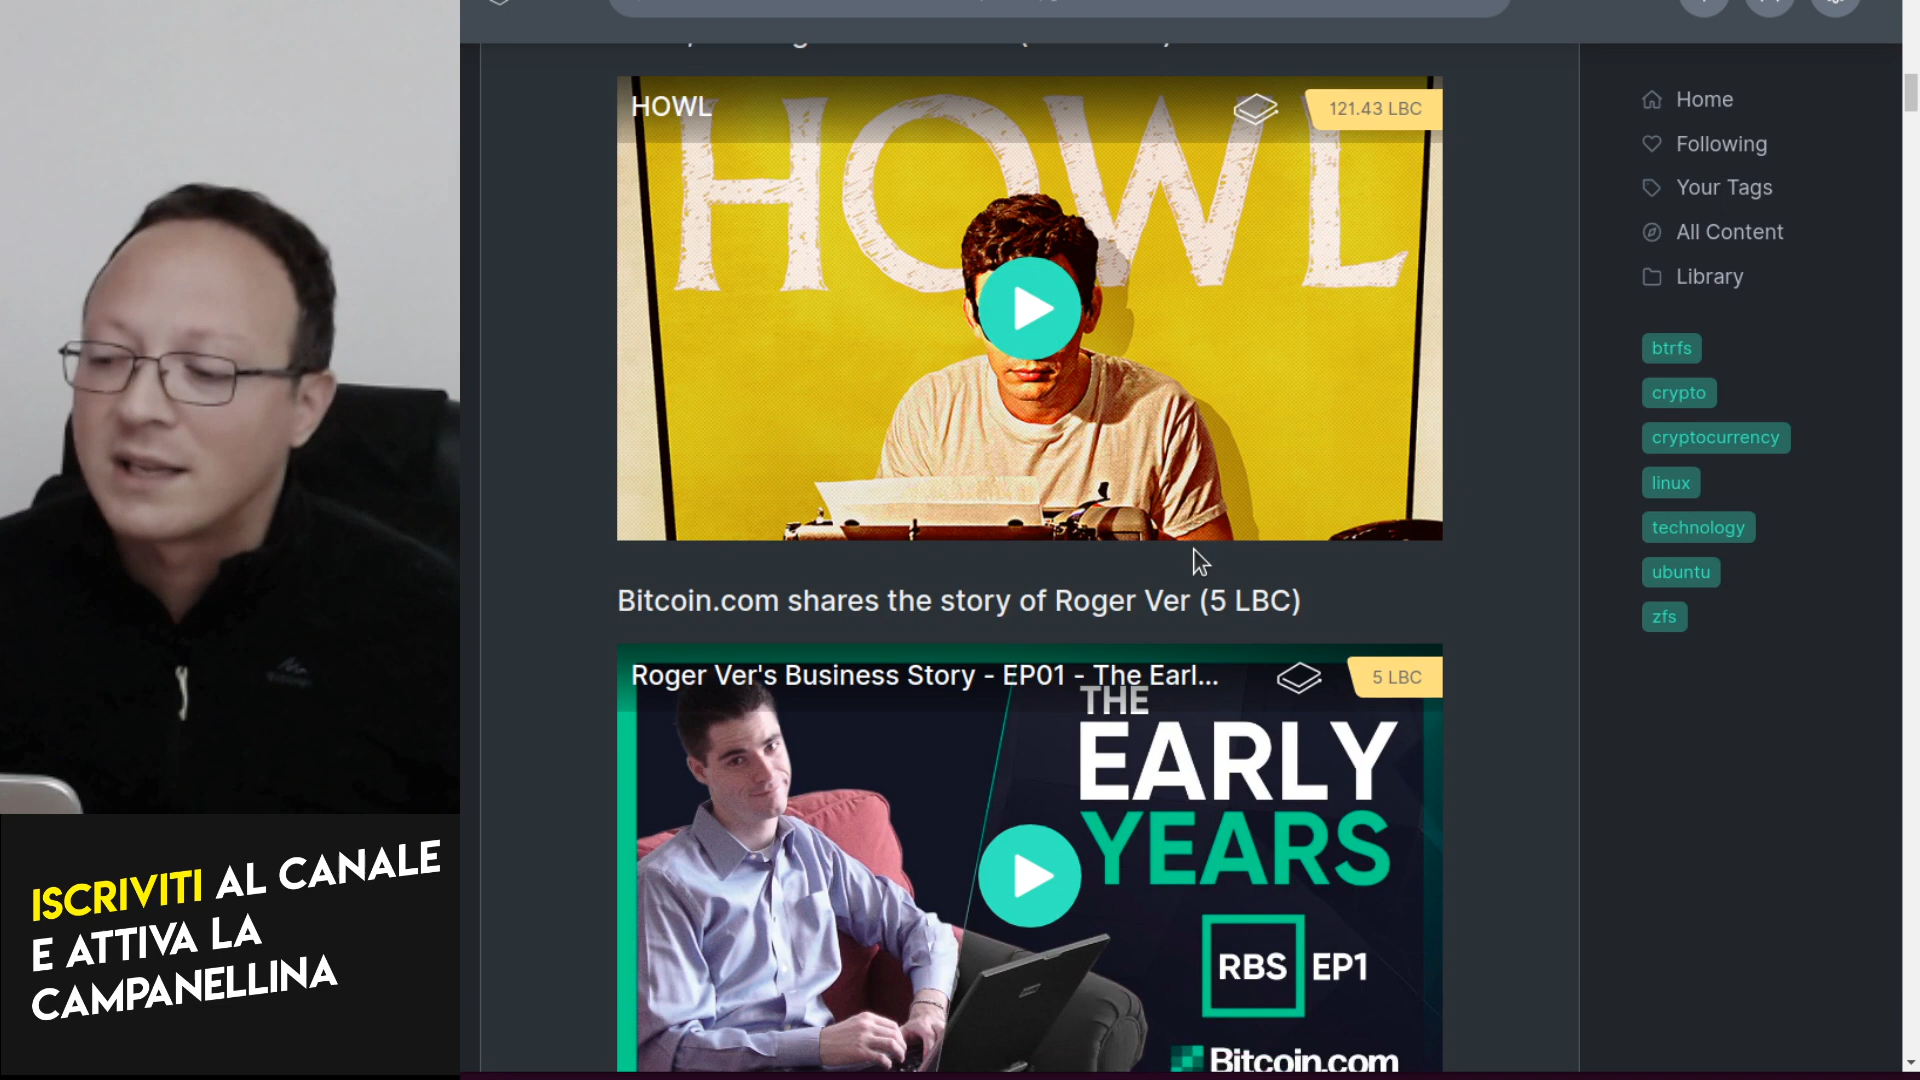 HOWL
121.43 LBC
HOWL
Bitcoin.com shares the story of Roger Ver (5 LBC)
Roger Ver's Business Story - EP01 - The Earl...
5 LBC
THE
EARLY
YEARS
RBS EP1
Bitcoin.com
Home
Following
Your Tags
All Content
Library
btrfs
crypto
cryptocurrency
linux
technology
ubuntu
zfs
ISCRIVITI AL CANALE
E ATTIVA LA
CAMPANELLINA